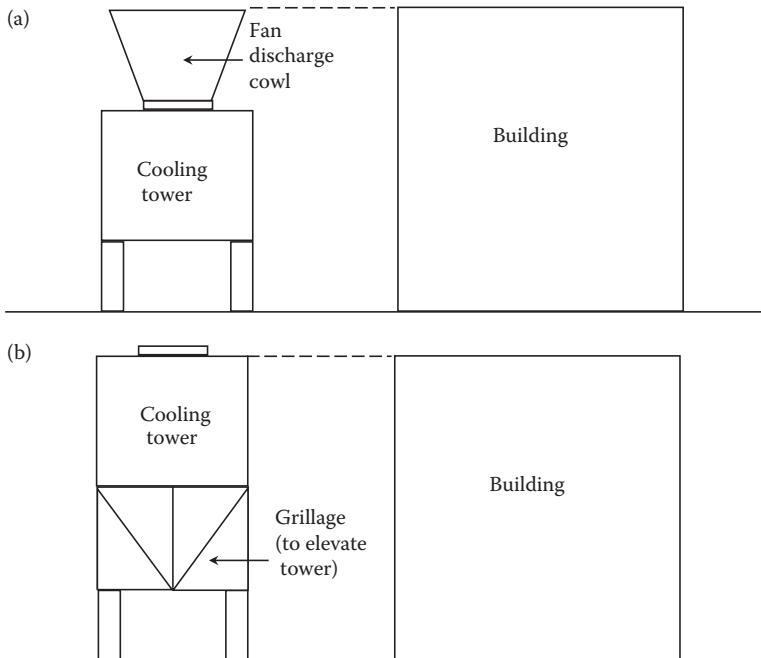 (a)
Fan
discharge
cowl
Building
Cooling
tower
(b)
Cooling
tower
Building
Grillage
(to elevate
tower)